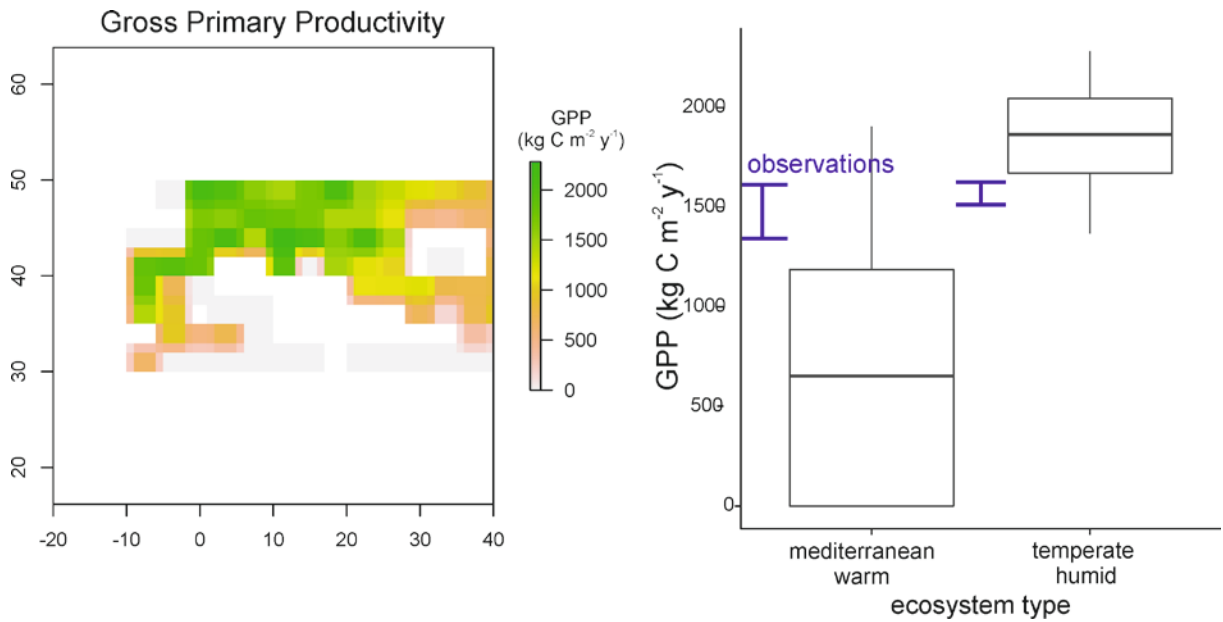 Gross Primary Productivity
60
50
40
30
20
-20 -10 0 10 20 30 40
GPP
(kg C m⁻² y⁻¹)
2000
1500
1000
500
0
GPP (kg C m⁻² y⁻¹)
2000
1500
1000
500
0
observations
mediterranean
warm
temperate
humid
ecosystem type